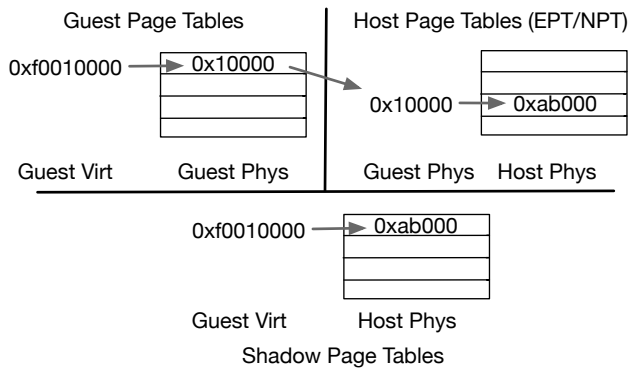 Guest Page Tables
Host Page Tables (EPT/NPT)
0xf0010000
0x10000
0x10000
0xab000
Guest Virt
Guest Phys
Guest Phys
Host Phys
0xf0010000
0xab000
Guest Virt
Host Phys
Shadow Page Tables